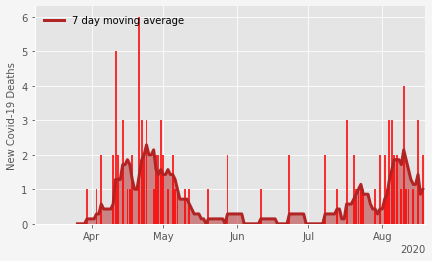 7 day moving average
New Covid-19 Deaths
6
5
4
3
2
1
0
Apr
May
Jun
Jul
Aug
2020